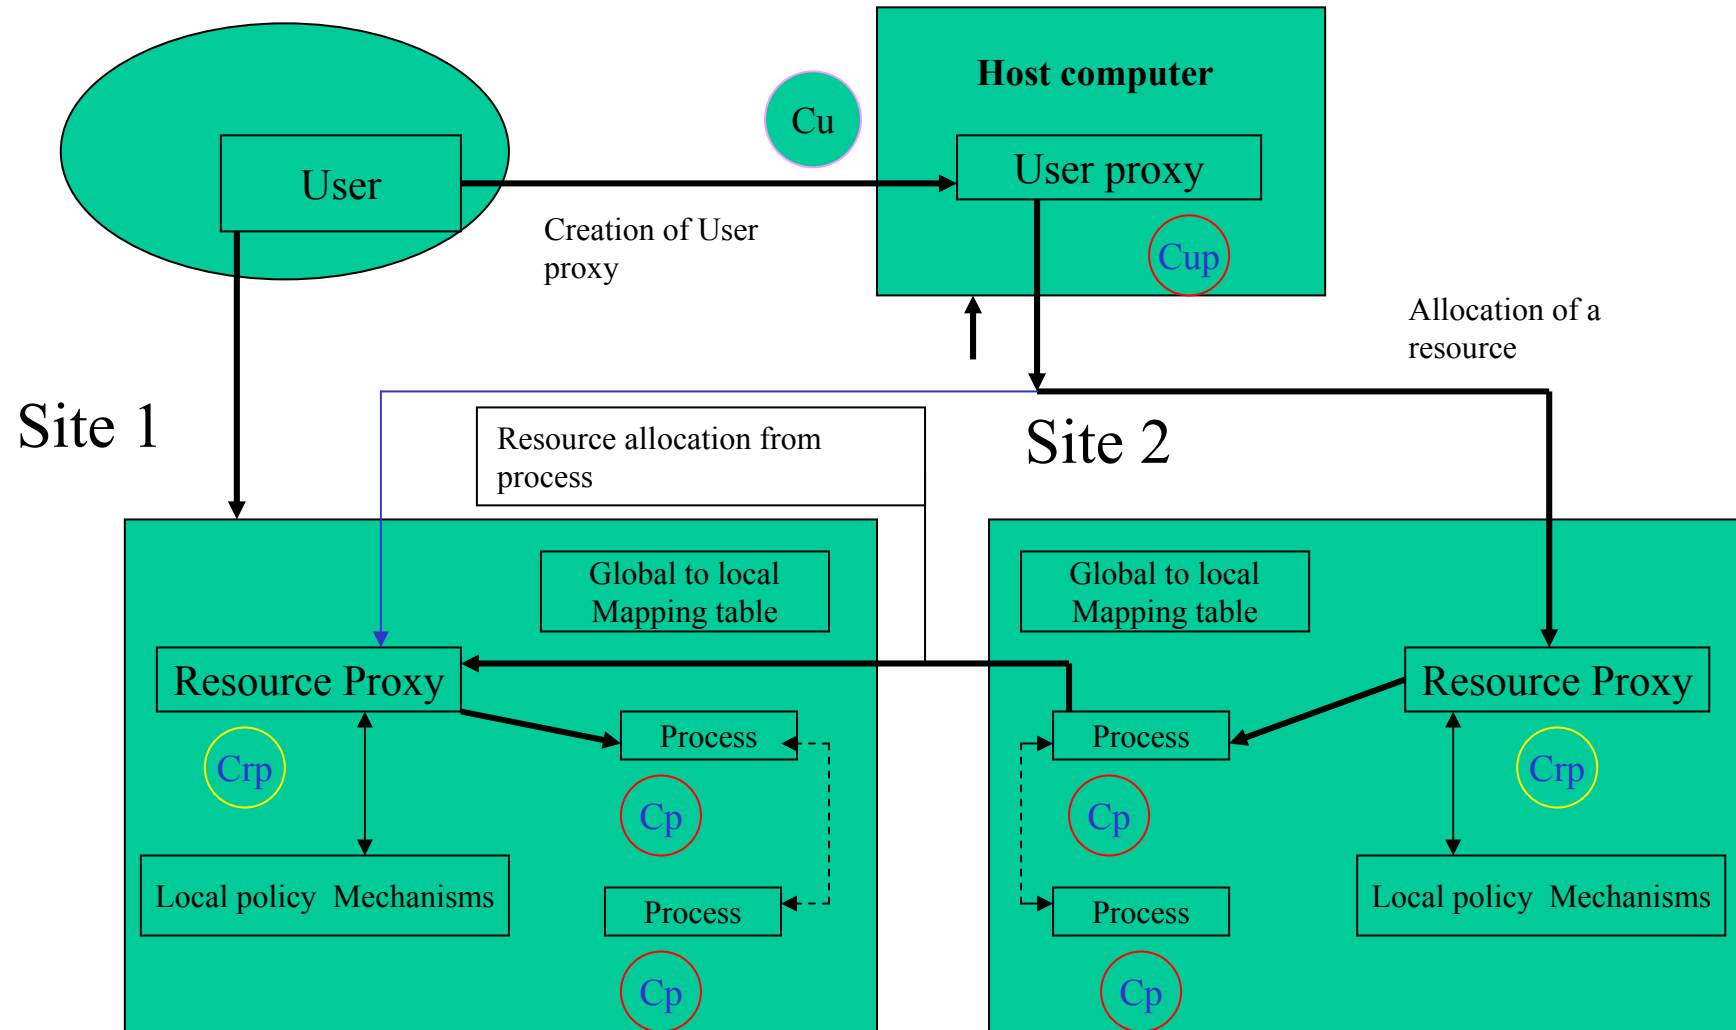 Host computer
Cu
User
User proxy
Creation of User
proxy
Cup
Allocation of a
resource
Site 1
Resource allocation from
process
Site 2
Global to local
Mapping table
Global to local
Mapping table
Resource Proxy
Resource Proxy
Process
Process
Crp
Crp
Cp
Cp
Local policy Mechanisms
Process
Process
Local policy Mechanisms
Cp
Cp